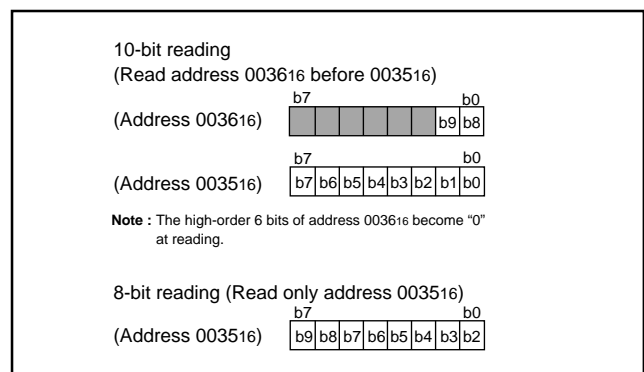 10-bit reading
(Read address 003616 before 003516)
b7 b0
(Address 003616) b9 b8
b7 b0
(Address 003516) b7 b6 b5 b4 b3 b2 b1 b0
Note : The high-order 6 bits of address 003616 become “0”
at reading.
8-bit reading (Read only address 003516)
b7 b0
(Address 003516) b9 b8 b7 b6 b5 b4 b3 b2